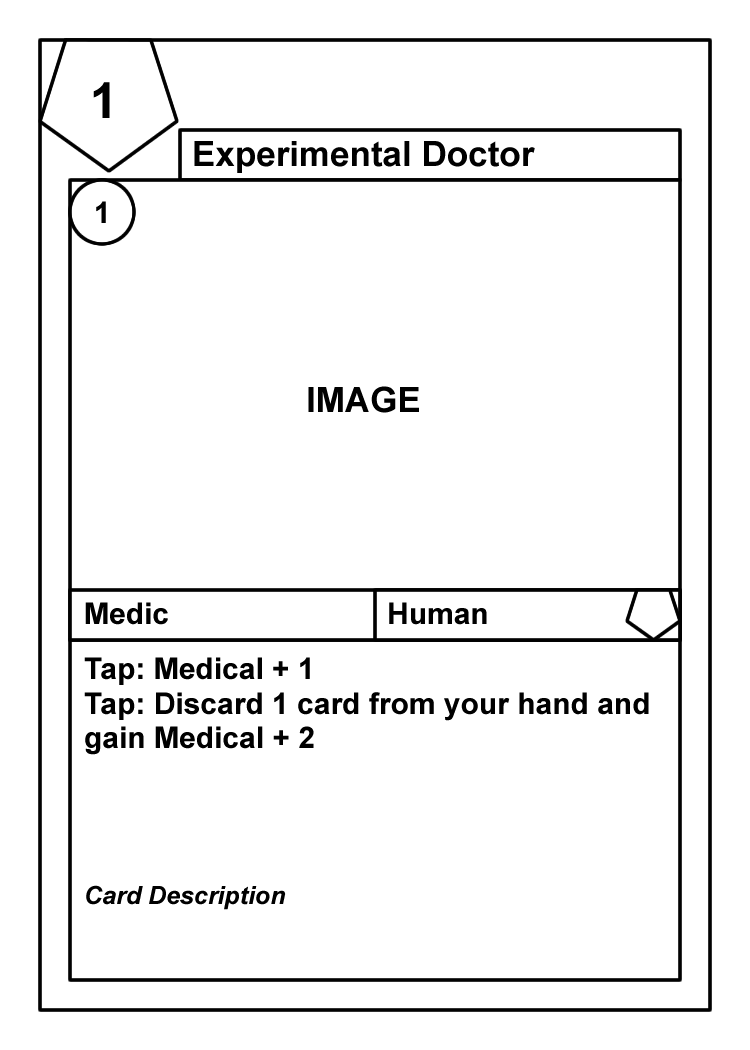 1
Experimental Doctor
1
IMAGE
Medic
Human
Tap: Medical + 1
Tap: Discard 1 card from your hand and
gain Medical + 2
Card Description